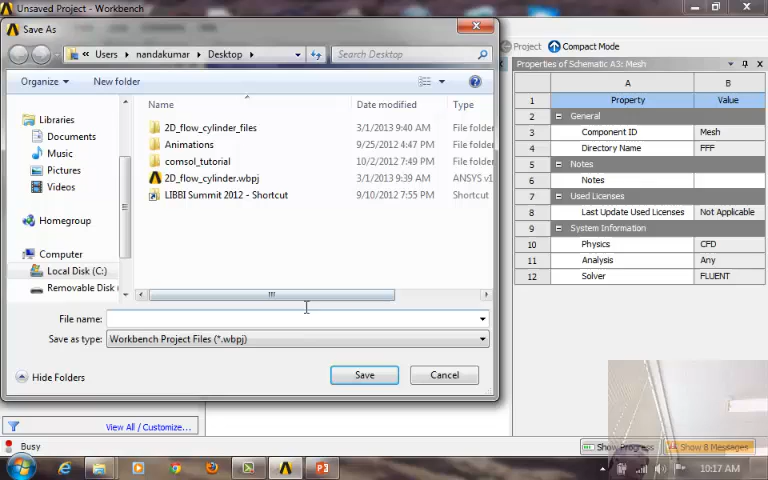 Unsaved Project - Workbench
Save As
« Users ▸ nandakumar ▸ Desktop ▸
Search Desktop
Organize
New folder
Libraries
Documents
Music
Pictures
Videos
Homegroup
Computer
Local Disk (C:)
Removable Disk
Name
Date modified
Type
2D_flow_cylinder_files
3/1/2013 9:40 AM
File folder
Animations
9/25/2012 4:47 PM
File folder
comsol_tutorial
10/2/2012 7:49 PM
File folder
2D_flow_cylinder.wbpj
3/1/2013 9:39 AM
ANSYS v1
LIBBI Summit 2012 - Shortcut
9/10/2012 7:55 PM
Shortcut
File name:
Save as type:
Workbench Project Files (*.wbpj)
Hide Folders
Save
Cancel
Project
Compact Mode
Properties of Schematic A3: Mesh
A
B
1
Property
Value
2
General
3
Component ID
Mesh
4
Directory Name
FFF
5
Notes
6
Notes
7
Used Licenses
8
Last Update Used Licenses
Not Applicable
9
System Information
10
Physics
CFD
11
Analysis
Any
12
Solver
FLUENT
View All / Customize...
Busy
Show Progress
Show 8 Messages
10:17 AM